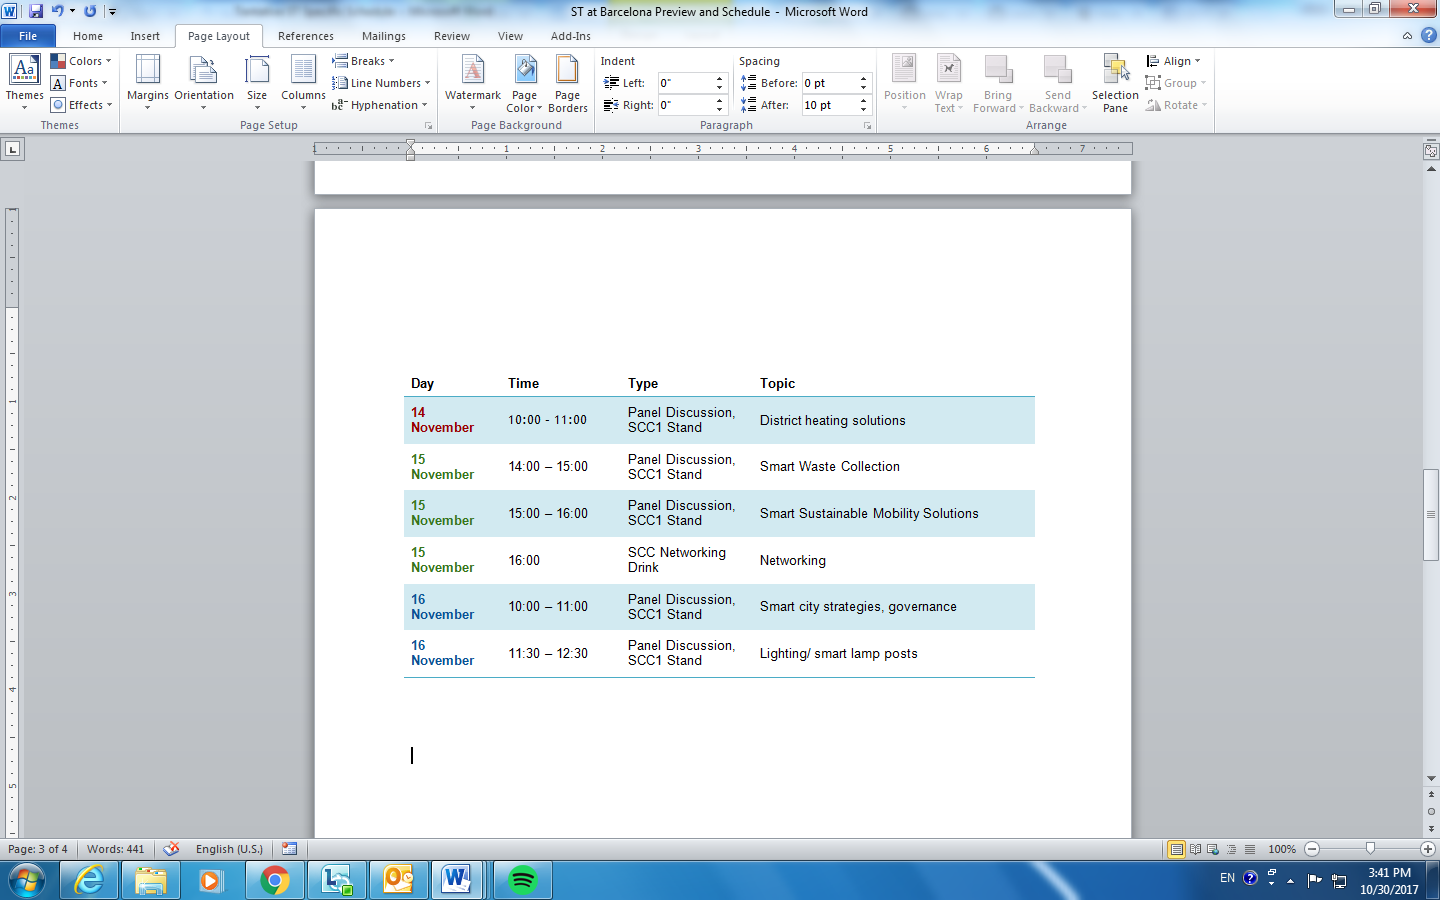 ST at Barcelona Preview and Schedule - Microsoft Word
File Home Insert Page Layout References Mailings Review View Add-Ins
Themes
Colors
Fonts
Effects
Themes
Margins
Orientation
Size
Columns
Breaks
Line Numbers
Hyphenation
Page Setup
Watermark
Page Color
Page Borders
Page Background
Indent
Left: 0"
Right: 0"
Spacing
Before: 0 pt
After: 10 pt
Paragraph
Position
Wrap Text
Bring Forward
Send Backward
Selection Pane
Align
Group
Rotate
Arrange
1 1 2 3 4 5 6 7
Day Time Type Topic
14 November 10:00 - 11:00 Panel Discussion, SCC1 Stand District heating solutions
15 November 14:00 – 15:00 Panel Discussion, SCC1 Stand Smart Waste Collection
15 November 15:00 – 16:00 Panel Discussion, SCC1 Stand Smart Sustainable Mobility Solutions
15 November 16:00 SCC Networking Drink Networking
16 November 10:00 – 11:00 Panel Discussion, SCC1 Stand Smart city strategies, governance
16 November 11:30 – 12:30 Panel Discussion, SCC1 Stand Lighting/ smart lamp posts
Page: 3 of 4 Words: 441 English (U.S.) 100%
EN 3:41 PM
10/30/2017